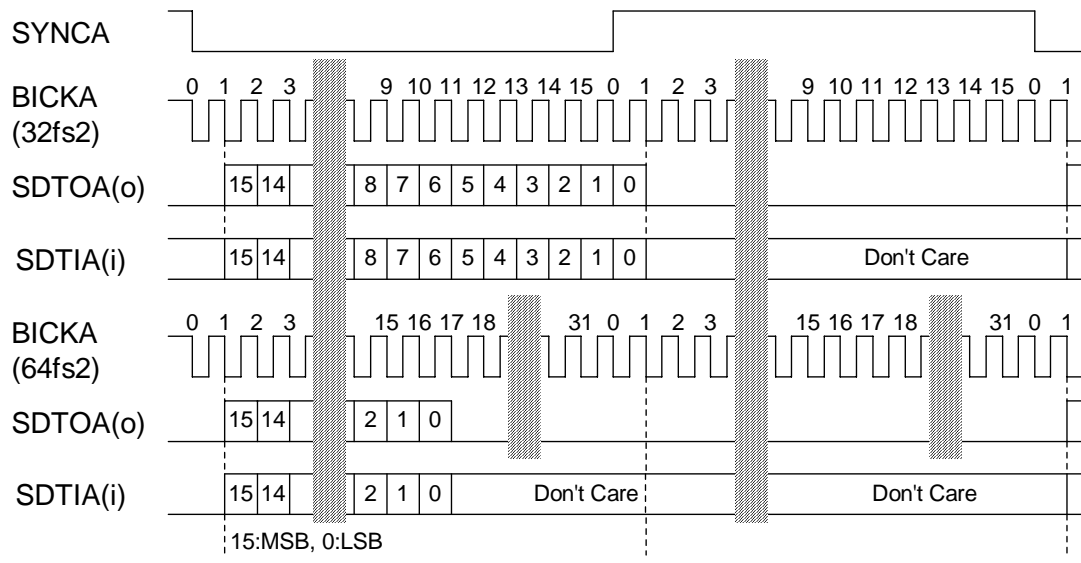 SYNCA
0 1 2 3 9 10 11 12 13 14 15 0 1 2 3 9 10 11 12 13 14 15 0 1
BICKA
(32fs2)
SDTOA(o) 15 14 8 7 6 5 4 3 2 1 0
SDTIA(i) 15 14 8 7 6 5 4 3 2 1 0 Don't Care
0 1 2 3 15 16 17 18 31 0 1 2 3 15 16 17 18 31 0 1
BICKA
(64fs2)
SDTOA(o) 15 14 2 1 0
SDTIA(i) 15 14 2 1 0 Don't Care Don't Care
15:MSB, 0:LSB